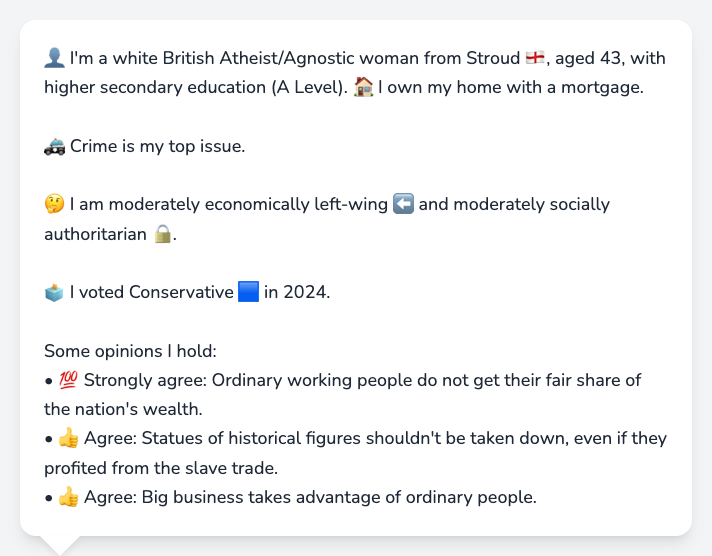 👤 I'm a white British Atheist/Agnostic woman from Stroud 🏴󠁧󠁢󠁥󠁮󠁧󠁿, aged 43, with
higher secondary education (A Level). 🏠 I own my home with a mortgage.
🚓 Crime is my top issue.
🤔 I am moderately economically left-wing ⬅️ and moderately socially
authoritarian 🔒.
🗳️ I voted Conservative 🟦 in 2024.
Some opinions I hold:
• 💯 Strongly agree: Ordinary working people do not get their fair share of
the nation's wealth.
• 👍 Agree: Statues of historical figures shouldn't be taken down, even if they
profited from the slave trade.
• 👍 Agree: Big business takes advantage of ordinary people.